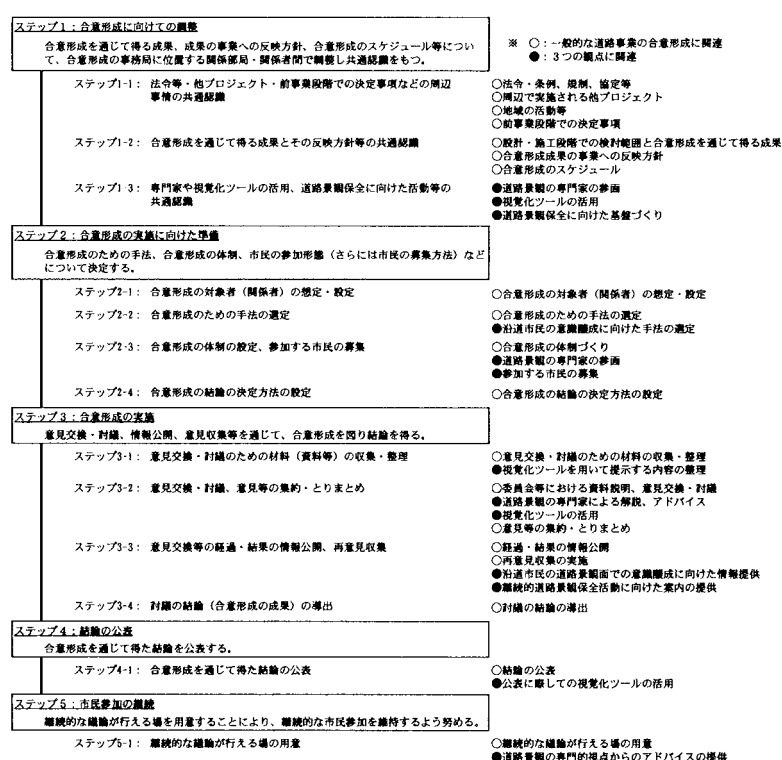 ステップ1：合意形成に向けての調整
合意形成を通じて得る成果、成果の事業への反映方針、合意形成のスケジュール等につい
て、合意形成の事務局に位置する関係部局・関係者間で調整し共通認識をもつ。
※ ○：一般的な道路事業の合意形成に関連
●：3つの観点に関連
ステップ1-1： 法令等・他プロジェクト・前事業段階での決定事項などの周辺
事情の共通認識
○法令・条例、規制、協定等
○周辺で実施される他プロジェクト
○地域の活動等
○前事業段階での決定事項
ステップ1-2： 合意形成を通じて得る成果とその反映方針等の共通認識
○設計・施工段階での検討範囲と合意形成を通じて得る成果
○合意形成成果の事業への反映方針
○合意形成のスケジュール
ステップ1-3： 専門家や視覚化ツールの活用、道路景観保全に向けた活動等の
共通認識
●道路景観の専門家の参画
●視覚化ツールの活用
●道路景観保全に向けた基盤づくり
ステップ2：合意形成の実施に向けた準備
合意形成のための手法、合意形成の体制、市民の参加形態（さらには市民の募集方法）など
について決定する。
ステップ2-1： 合意形成の対象者（関係者）の想定・設定
○合意形成の対象者（関係者）の想定・設定
ステップ2-2： 合意形成のための手法の選定
○合意形成のための手法の選定
●沿道市民の意識醸成に向けた手法の選定
ステップ2-3： 合意形成の体制の設定、参加する市民の募集
○合意形成の体制づくり
●道路景観の専門家の参画
●参加する市民の募集
ステップ2-4： 合意形成の結論の決定方法の設定
○合意形成の結論の決定方法の設定
ステップ3：合意形成の実施
意見交換・討議、情報公開、意見収集等を通じて、合意形成を図り結論を得る。
ステップ3-1： 意見交換・討議のための材料（資料等）の収集・整理
○意見交換・討議のための材料の収集・整理
●視覚化ツールを用いて提示する内容の整理
ステップ3-2： 意見交換・討議、意見等の集約・とりまとめ
○委員会等における資料説明、意見交換・討議
●道路景観の専門家による解説、アドバイス
●視覚化ツールの活用
○意見等の集約・とりまとめ
ステップ3-3： 意見交換等の経過・結果の情報公開、再意見収集
○経過・結果の情報公開
○再意見収集の実施
●沿道市民の道路景観面での意識醸成に向けた情報提供
●継続的道路景観保全活動に向けた案内の提供
ステップ3-4： 討議の結論（合意形成の成果）の導出
○討議の結論の導出
ステップ4：結論の公表
合意形成を通じて得た結論を公表する。
ステップ4-1： 合意形成を通じて得た結論の公表
○結論の公表
●公表に際しての視覚化ツールの活用
ステップ5：市民参加の継続
継続的な議論が行える場を用意することにより、継続的な市民参加を維持するよう努める。
ステップ5-1： 継続的な議論が行える場の用意
○継続的な議論が行える場の用意
●道路景観の専門的視点からのアドバイスの提供